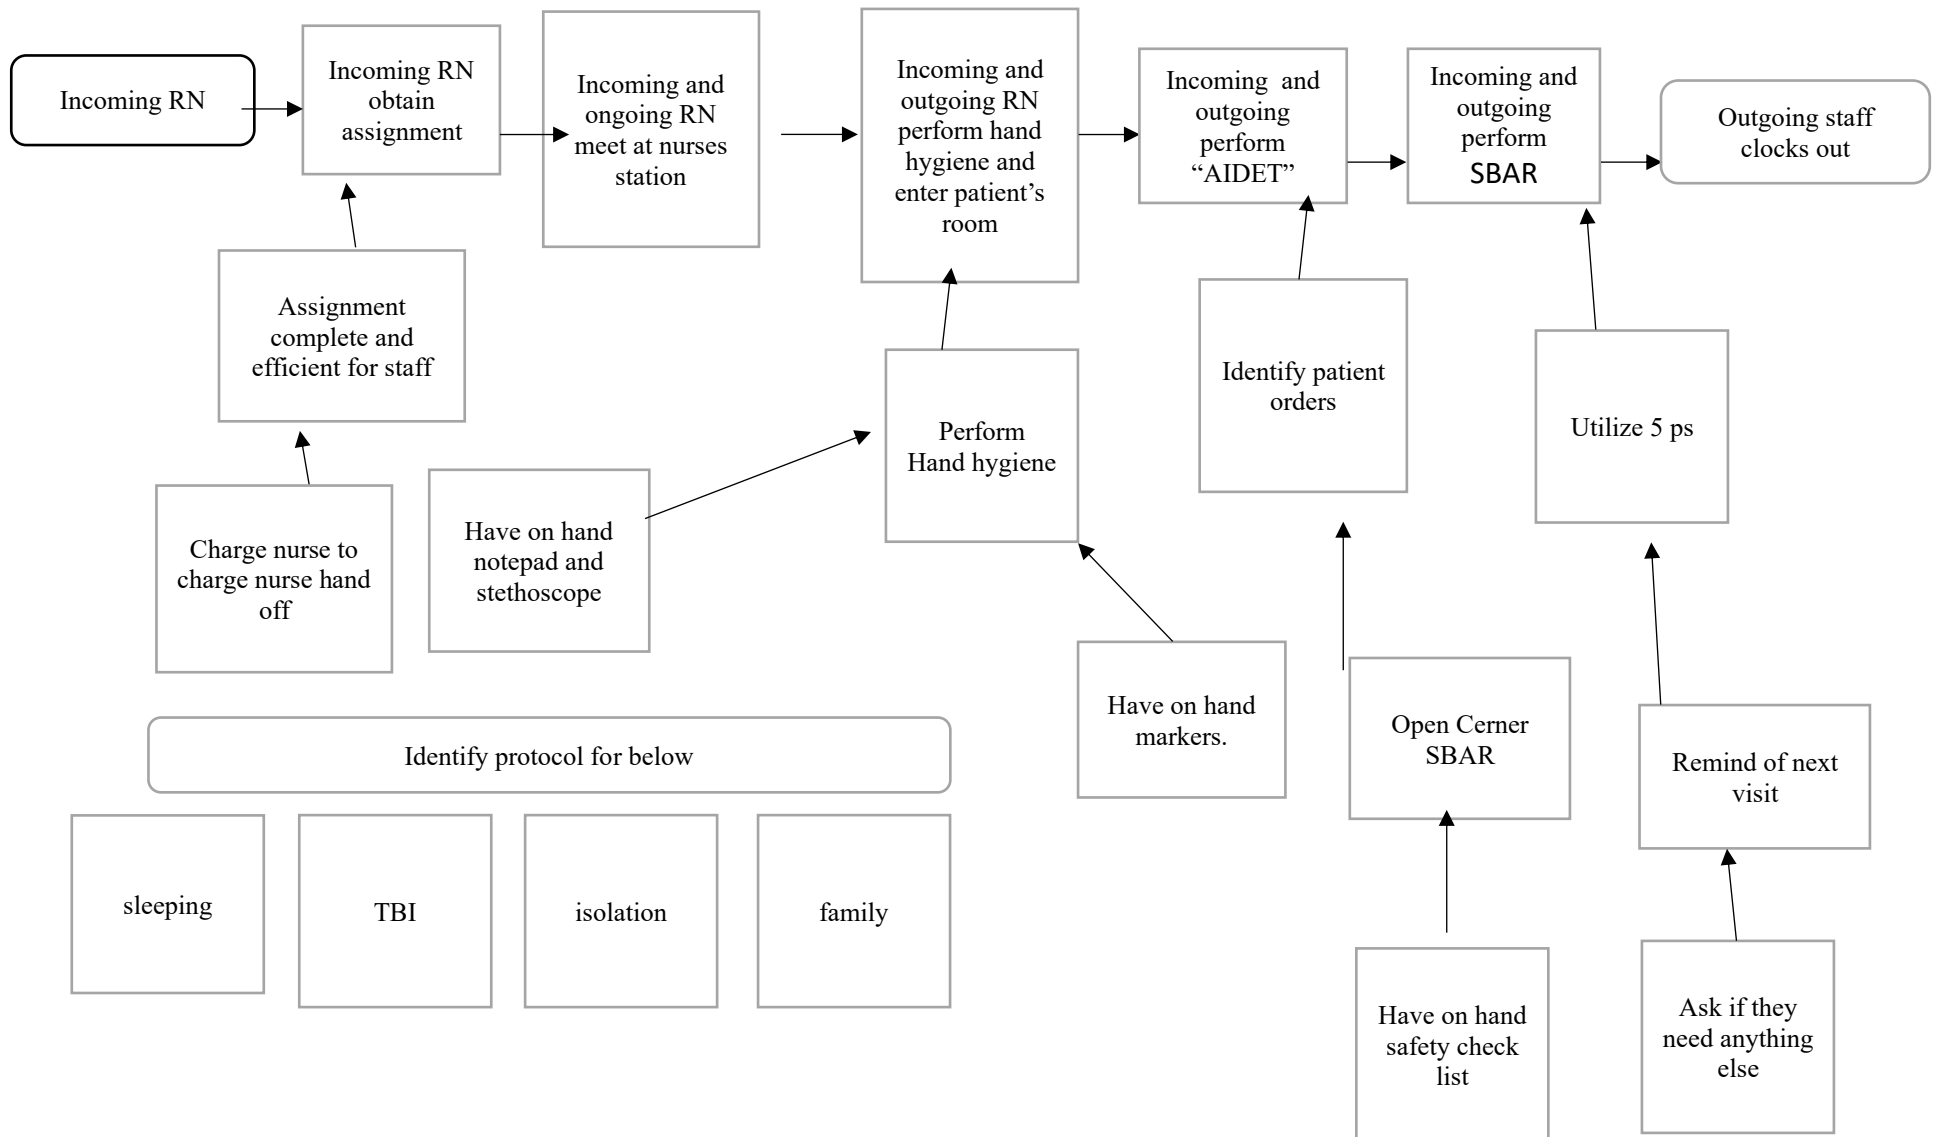 Incoming RN
Incoming RN
obtain
assignment
Incoming and
ongoing RN
meet at nurses
station
Incoming and
outgoing RN
perform hand
hygiene and
enter patient’s
room
Incoming and
outgoing
perform
“AIDET”
Incoming and
outgoing
perform
SBAR
Outgoing staff
clocks out
Assignment
complete and
efficient for staff
Perform
Hand hygiene
Identify patient
orders
Utilize 5 ps
Charge nurse to
charge nurse hand
off
Have on hand
notepad and
stethoscope
Have on hand
markers.
Open Cerner
SBAR
Remind of next
visit
Identify protocol for below
sleeping
TBI
isolation
family
Have on hand
safety check
list
Ask if they
need anything
else